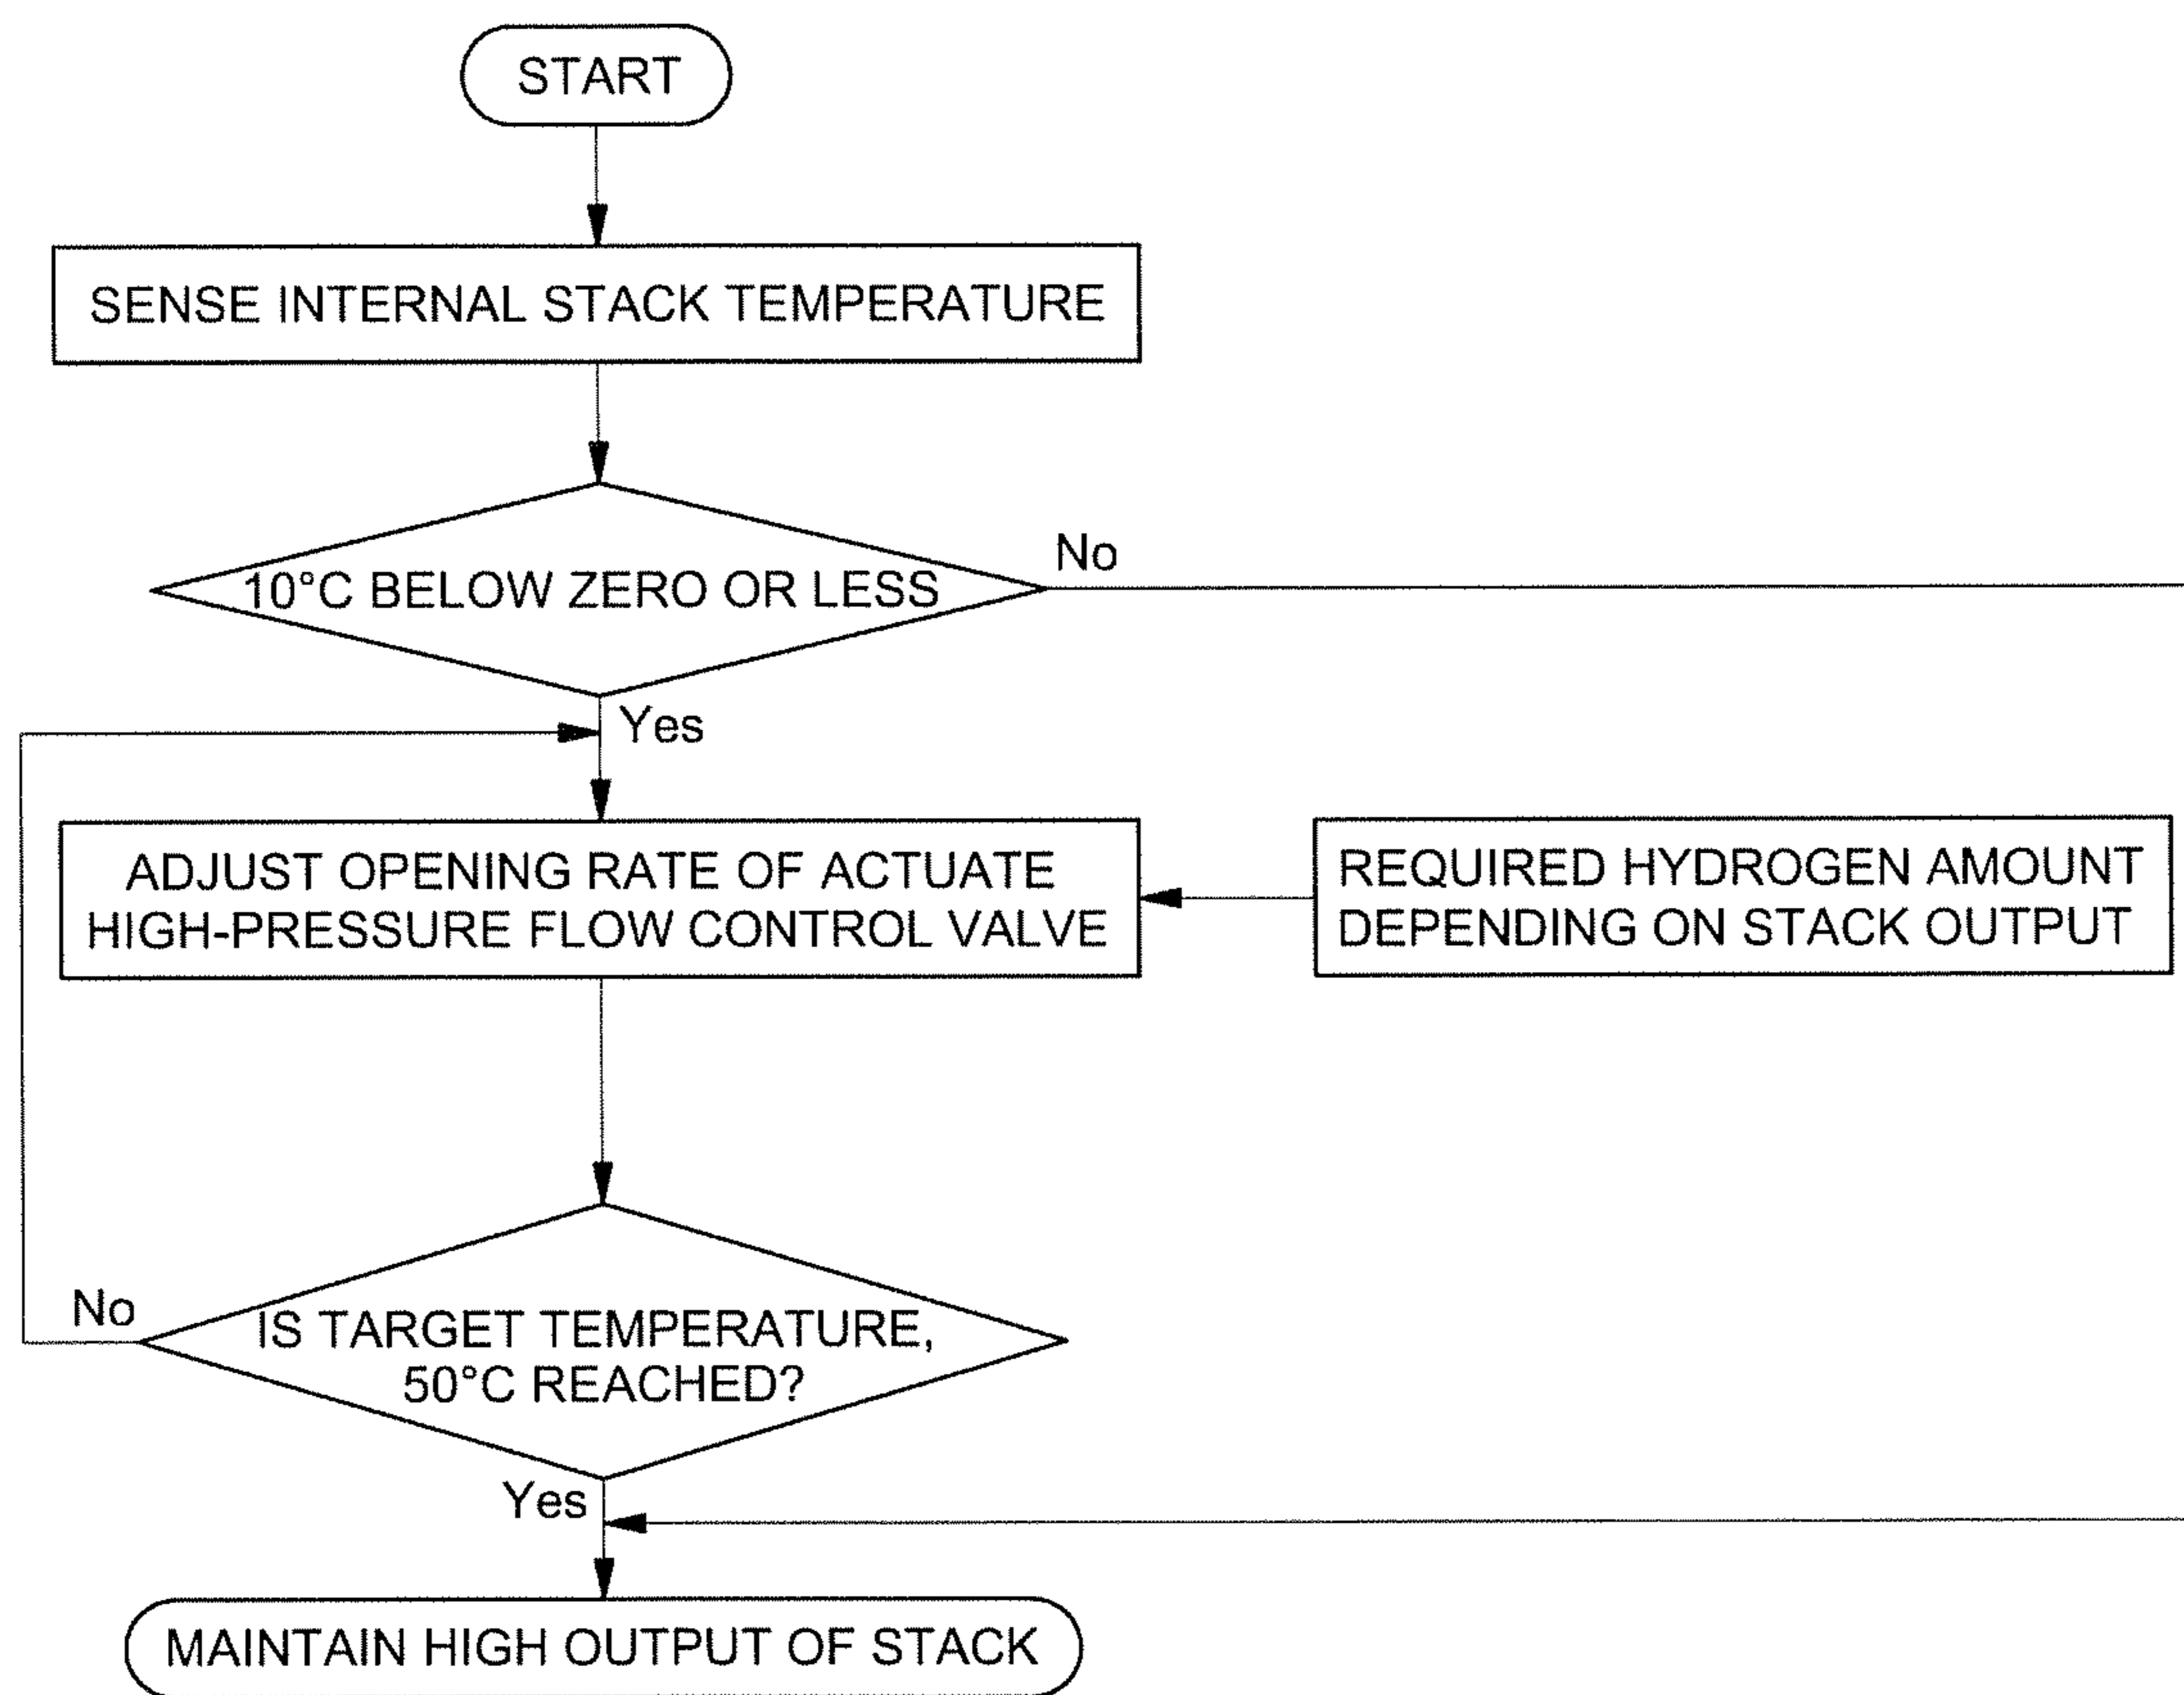 START
SENSE INTERNAL STACK TEMPERATURE
10°C BELOW ZERO OR LESS
No
Yes
ADJUST OPENING RATE OF ACTUATE
HIGH-PRESSURE FLOW CONTROL VALVE
REQUIRED HYDROGEN AMOUNT
DEPENDING ON STACK OUTPUT
No
IS TARGET TEMPERATURE,
50°C REACHED?
Yes
MAINTAIN HIGH OUTPUT OF STACK